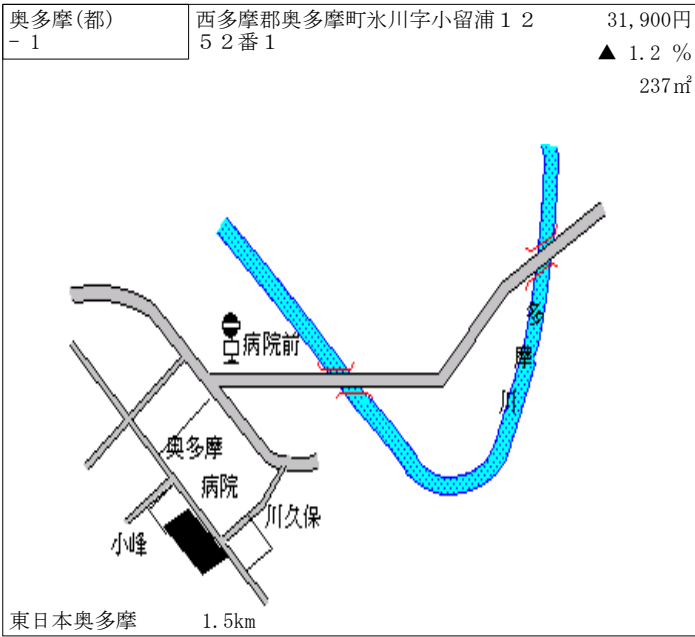 奥多摩(都)
- 1
西多摩郡奥多摩町氷川字小留浦１２
５２番１
31,900円
▲ 1.2 %
237㎡
病院前
多
摩
川
奥多摩
病院
川久保
小峰
東日本奥多摩 1.5km